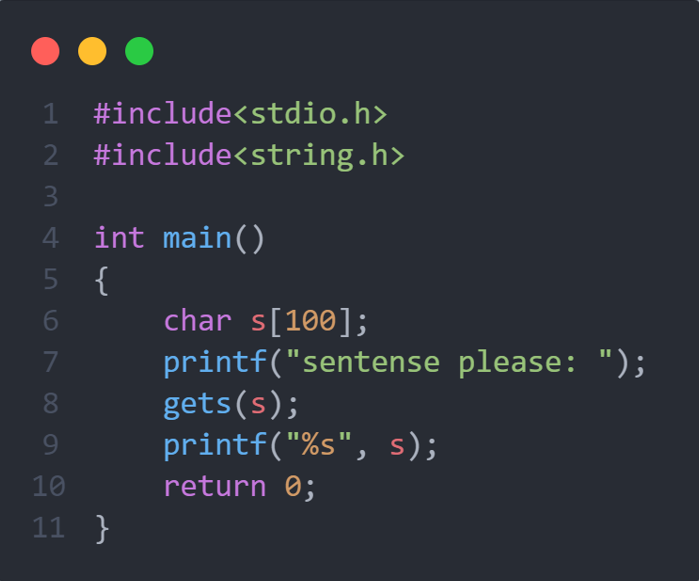 1 #include<stdio.h>
2 #include<string.h>
3
4 int main()
5 {
6     char s[100];
7     printf("sentense please: ");
8     gets(s);
9     printf("%s", s);
10     return 0;
11 }